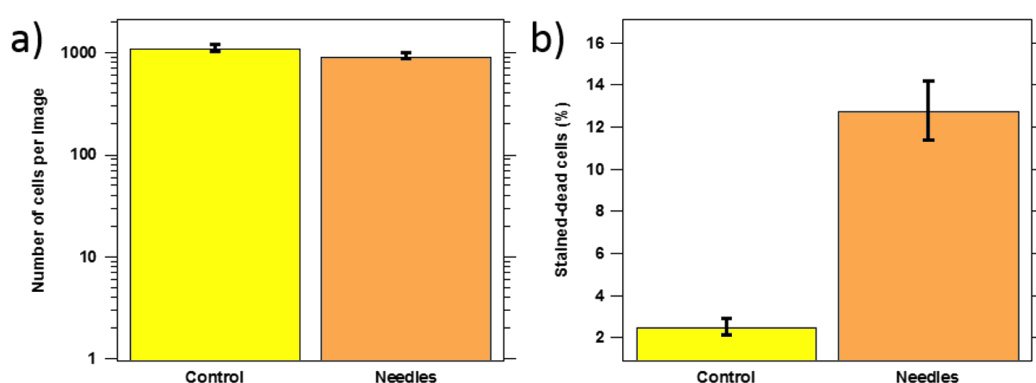 a)
Number of cells per Image
1000
100
10
1
Control
Needles
b)
Stained-dead cells (%)
16
14
12
10
8
6
4
2
Control
Needles